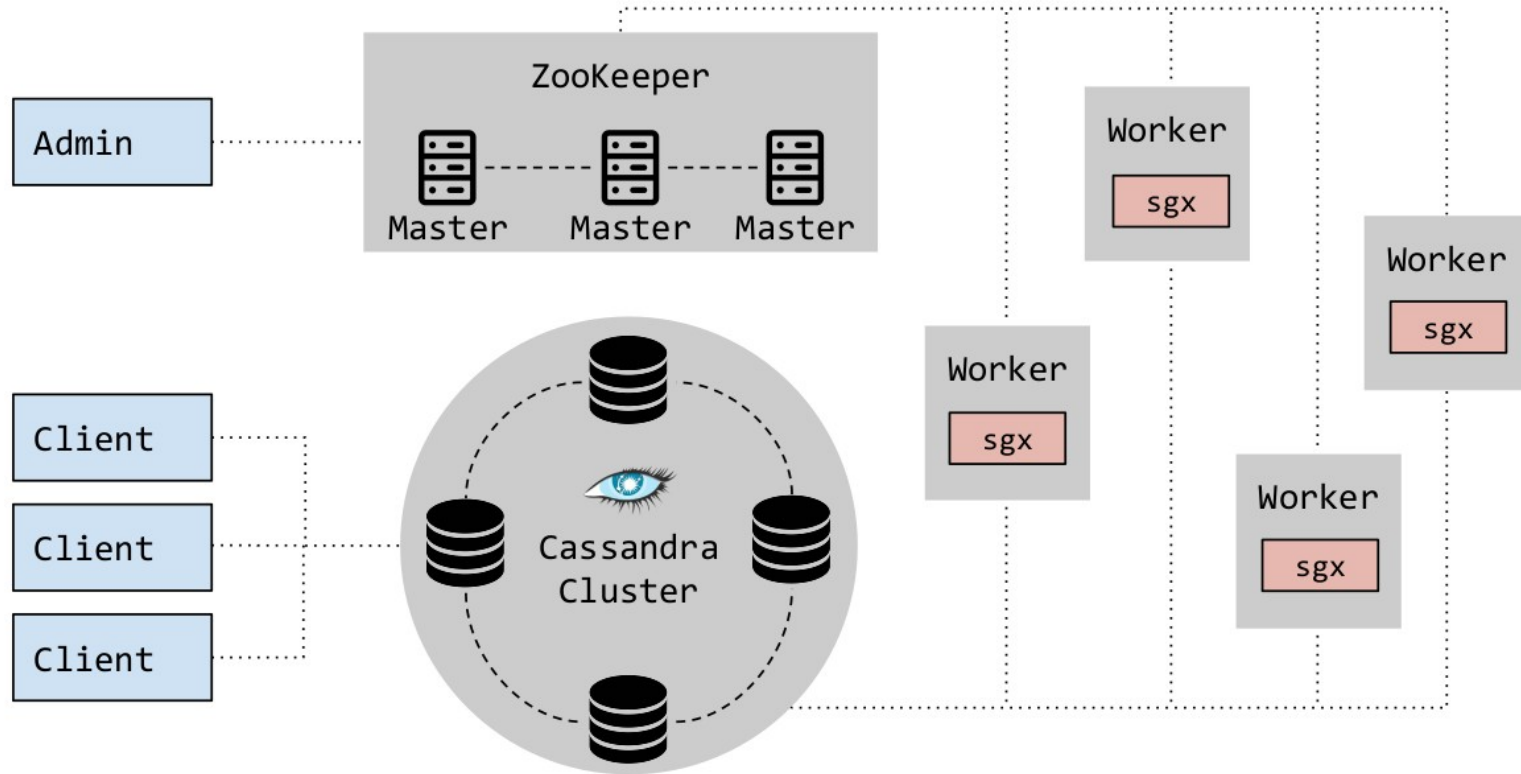 ZooKeeper
Admin
Master
Master
Master
Worker
sgx
Worker
sgx
Worker
sgx
Worker
sgx
Client
Client
Client
Cassandra
Cluster